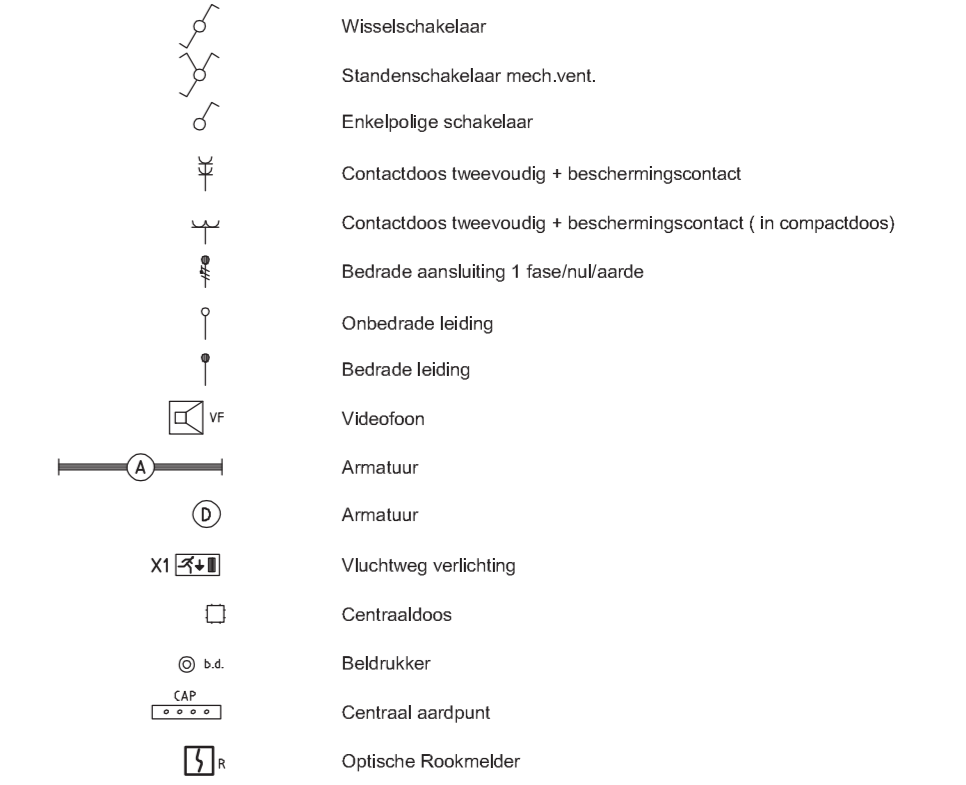 Wisselschakelaar
Standenschakelaar mech.vent.
Enkelpolige schakelaar
Contactdoos tweevoudig + beschermingscontact
Contactdoos tweevoudig + beschermingscontact ( in compactdoos)
Bedrade aansluiting 1 fase/nul/aarde
Onbedrade leiding
Bedrade leiding
VF Videofoon
A Armatuur
D Armatuur
X1 Vluchtweg verlichting
Centraaldoos
b.d. Beldrukker
CAP
Centraal aardpunt
R Optische Rookmelder